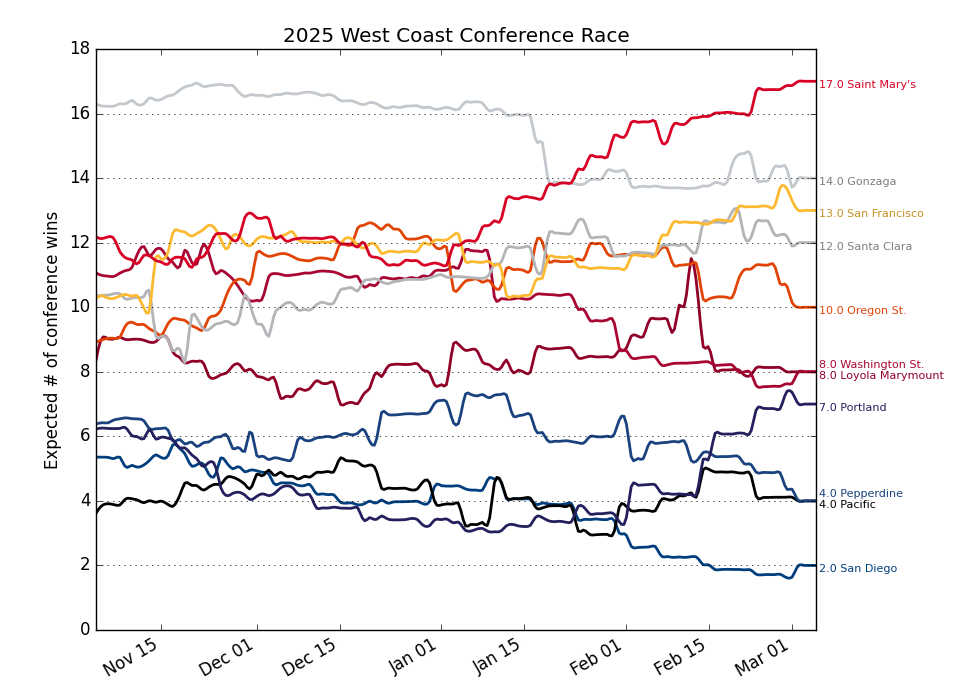 2025 West Coast Conference Race
Expected # of conference wins
18
16
14
12
10
8
6
4
2
0
17.0 Saint Mary's
14.0 Gonzaga
13.0 San Francisco
12.0 Santa Clara
10.0 Oregon St.
8.0 Washington St.
8.0 Loyola Marymount
7.0 Portland
4.0 Pepperdine
4.0 Pacific
2.0 San Diego
Nov 15
Dec 01
Dec 15
Jan 01
Jan 15
Feb 01
Feb 15
Mar 01